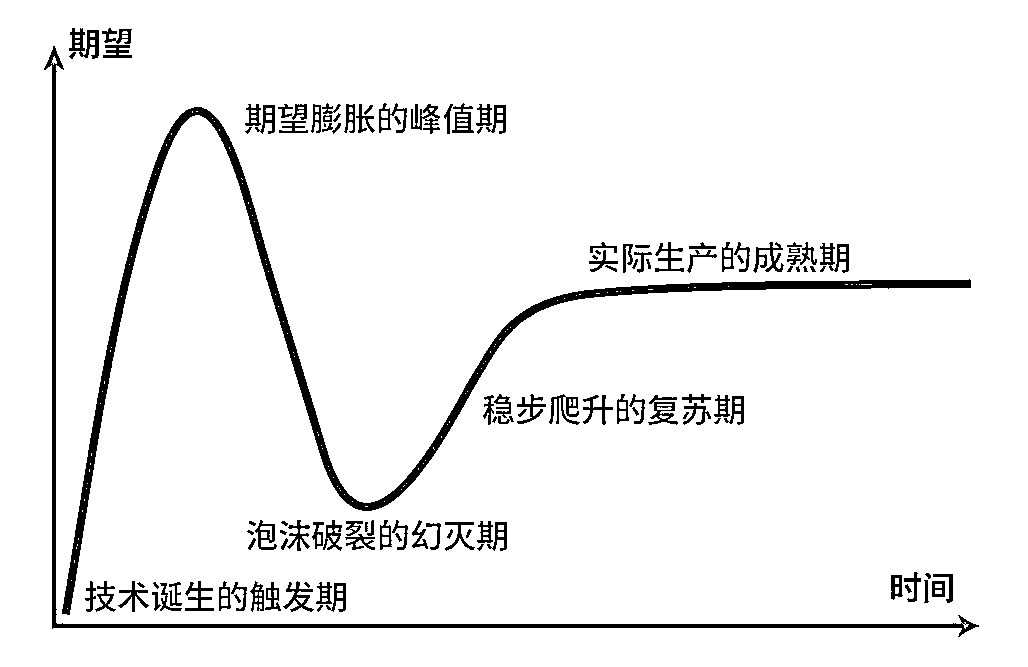 期望
期望膨胀的峰值期
实际生产的成熟期
稳步爬升的复苏期
泡沫破裂的幻灭期
技术诞生的触发期
时间